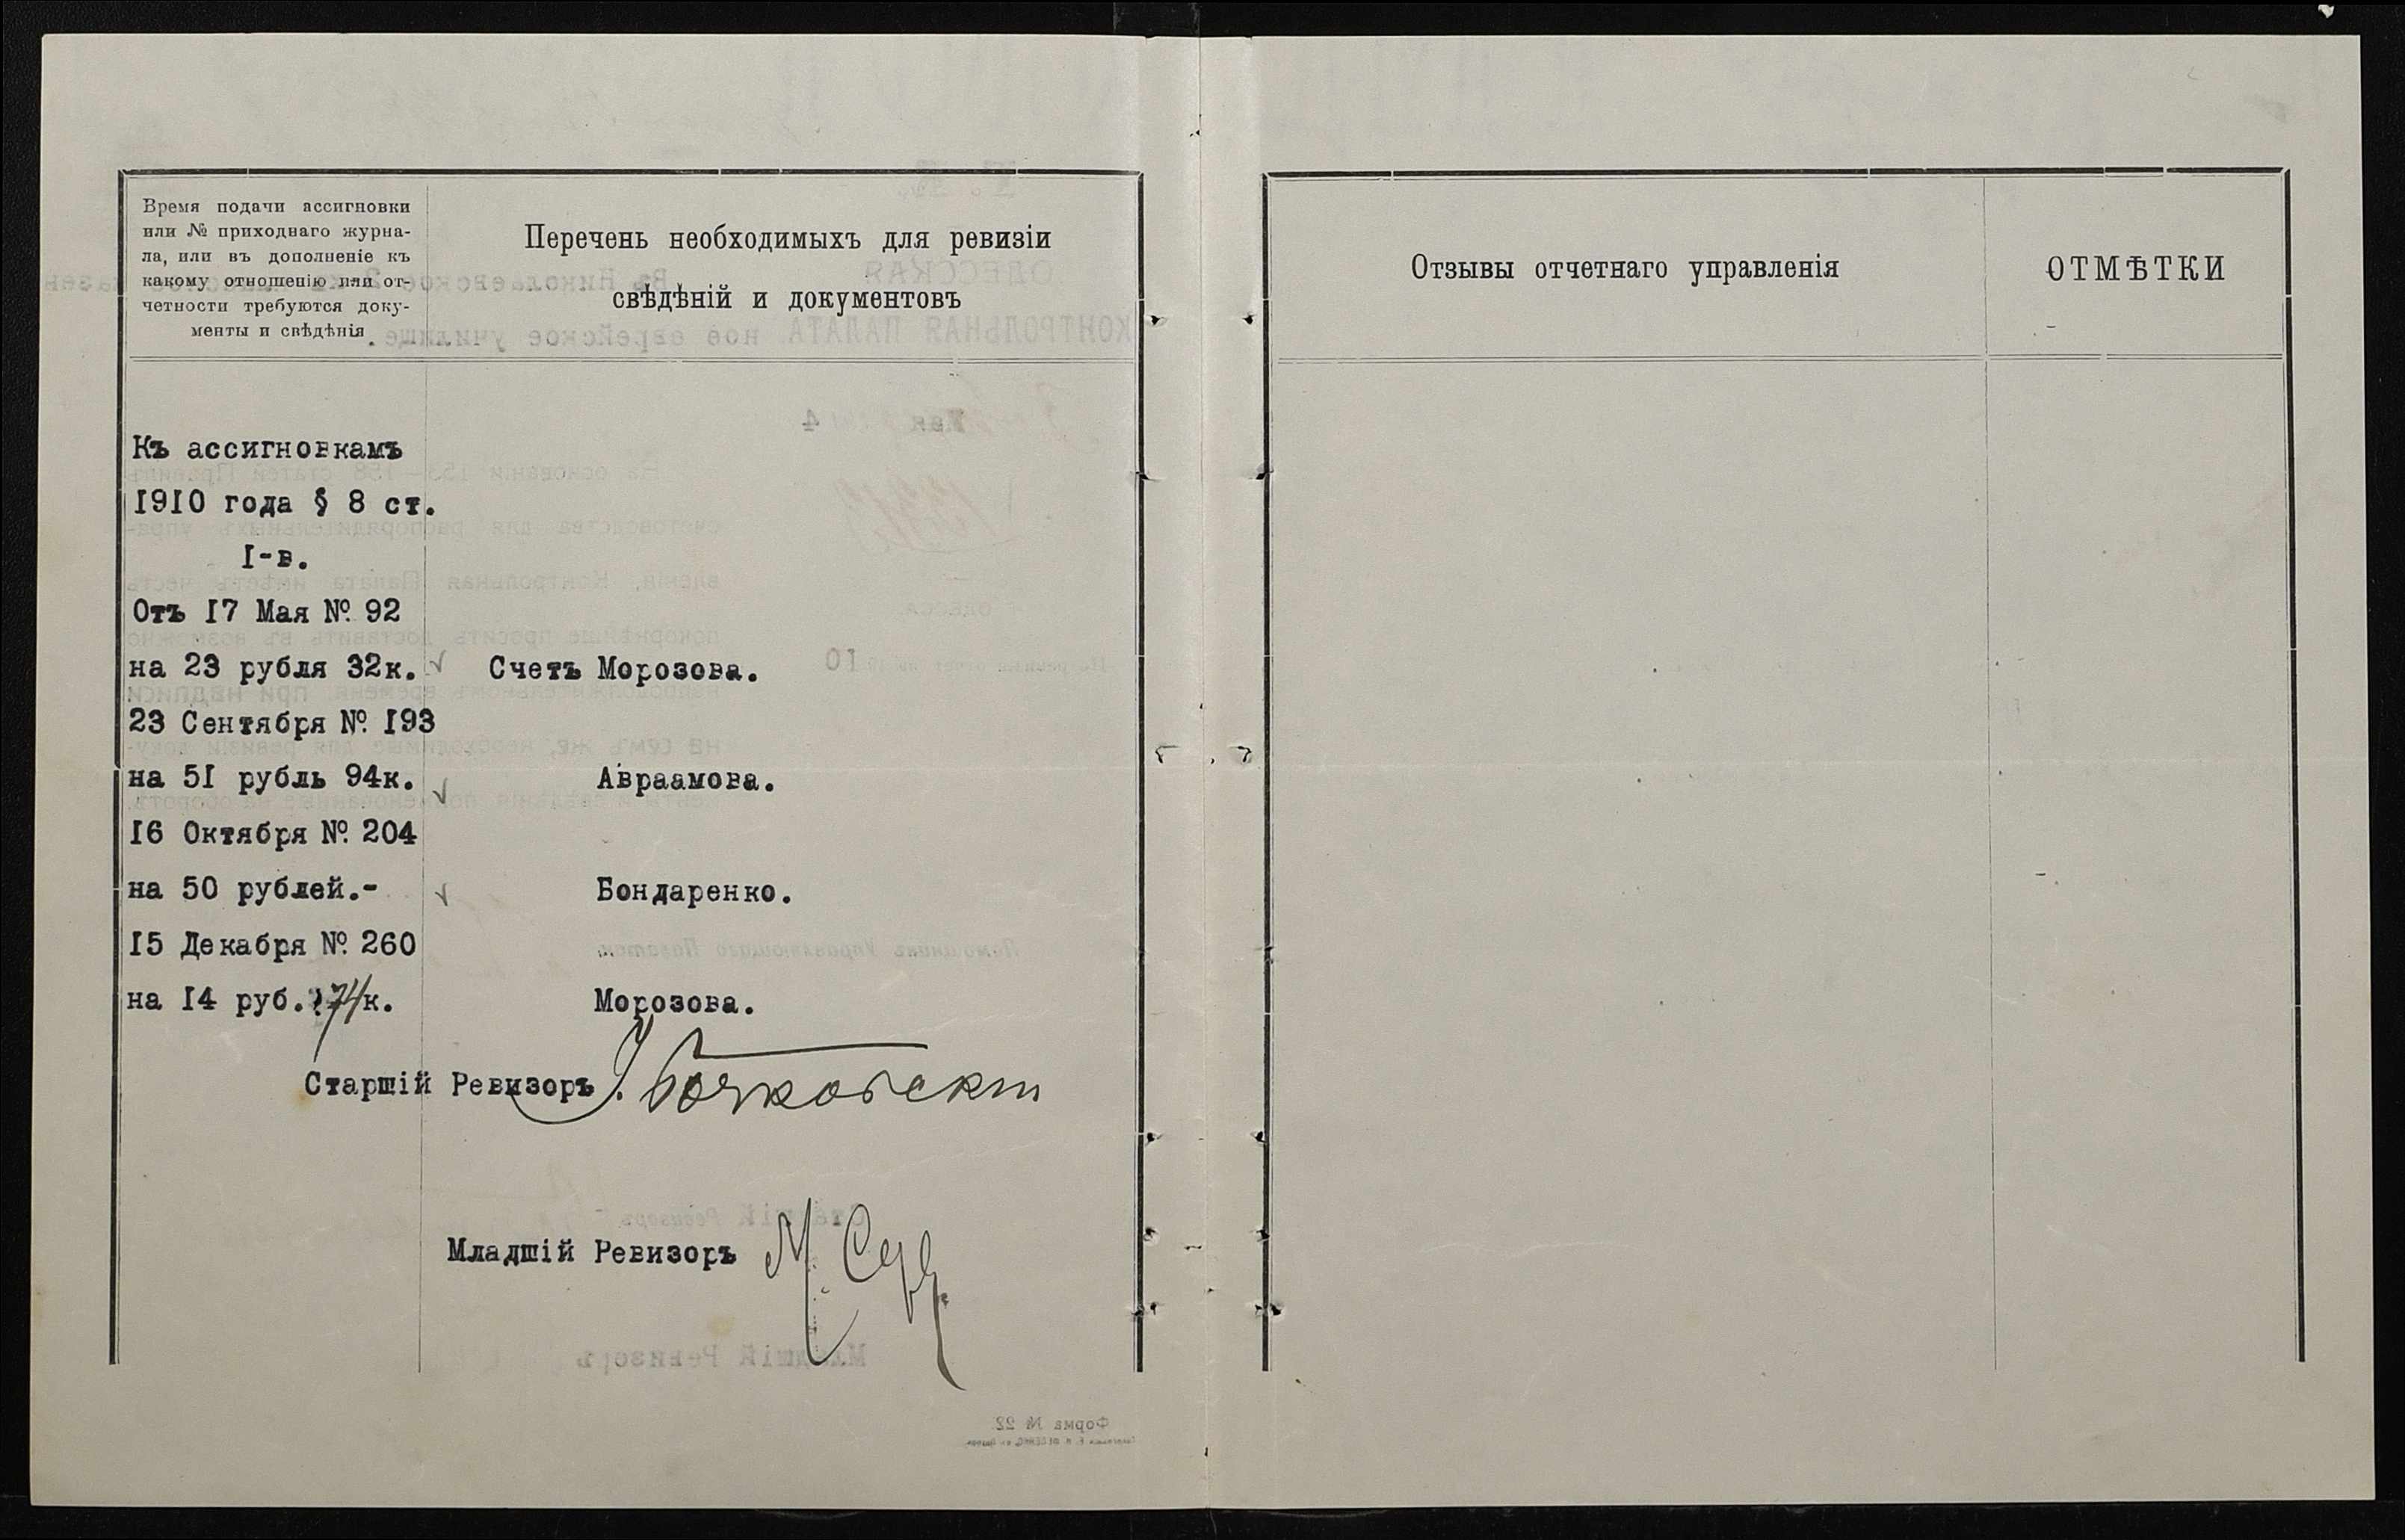 Время подачи ассигновки
или № приходнаго журна-
ла, или въ дополненіе къ
какому отношенію или от-
четности требуются доку-
менты и свѣдѣнія.
Перечень необходимыхъ для ревизіи
свѣдѣній и документовъ
Отзывы отчетнаго управленія
ОТМѢТКИ
Къ ассигновкамъ
1910 года § 8 ст.
I-в.
Отъ 17 Мая № 92
на 23 рубля 32к. Счетъ Морозова.
23 Сентября № 193
на 51 рубль 94к. Авраамова.
16 Октября № 204
на 50 рублей.- Бондаренко.
15 Декабря № 260
на 14 руб. 74к. Морозова.
Старшій Ревизоръ
Младшій Ревизоръ
Форма № 22